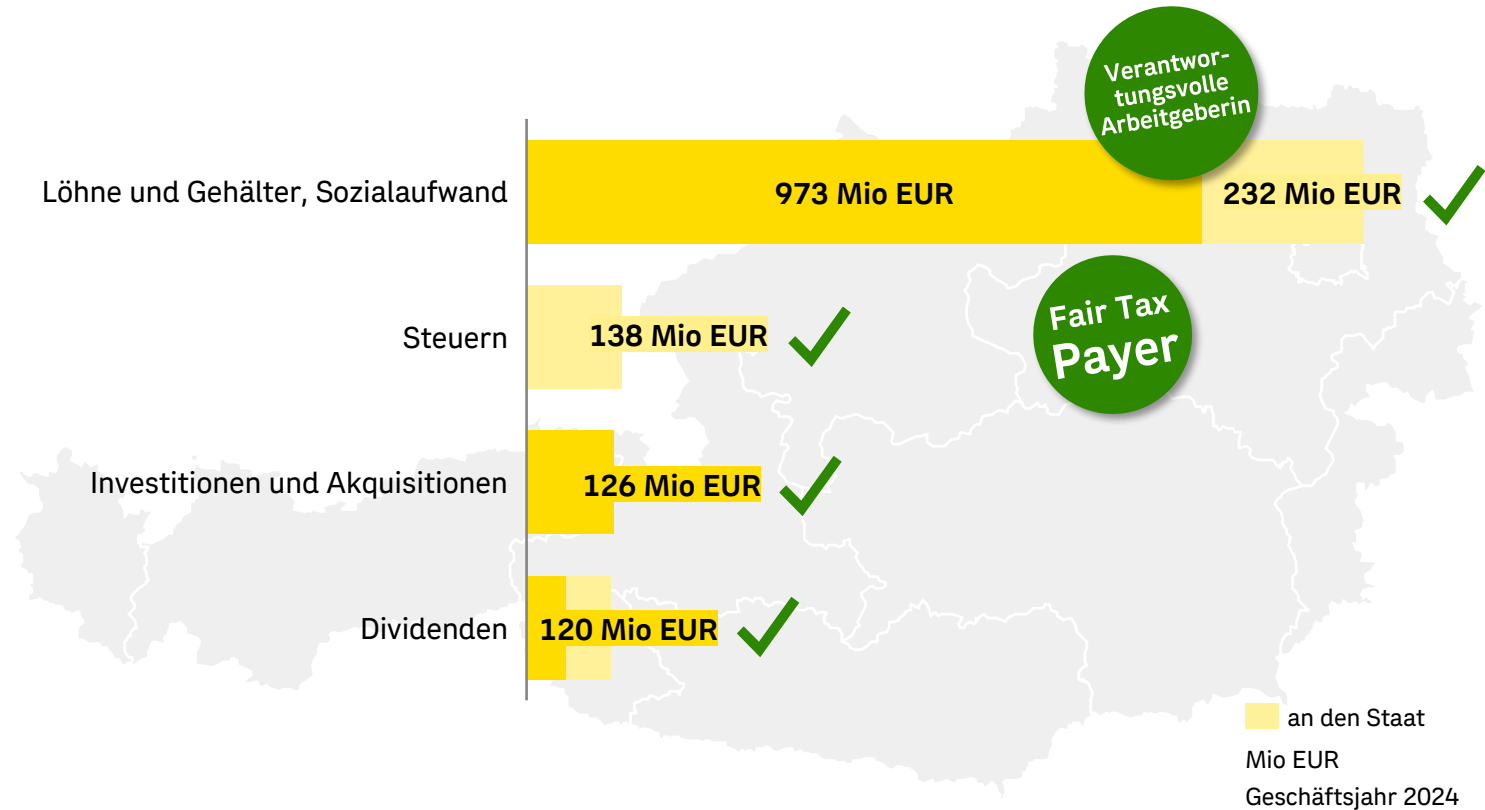 Verantwor-
tungsvolle
Arbeitgeberin
Löhne und Gehälter, Sozialaufwand
973 Mio EUR
232 Mio EUR
Steuern
138 Mio EUR
Fair Tax
Payer
Investitionen und Akquisitionen
126 Mio EUR
Dividenden
120 Mio EUR
an den Staat
Mio EUR
Geschäftsjahr 2024